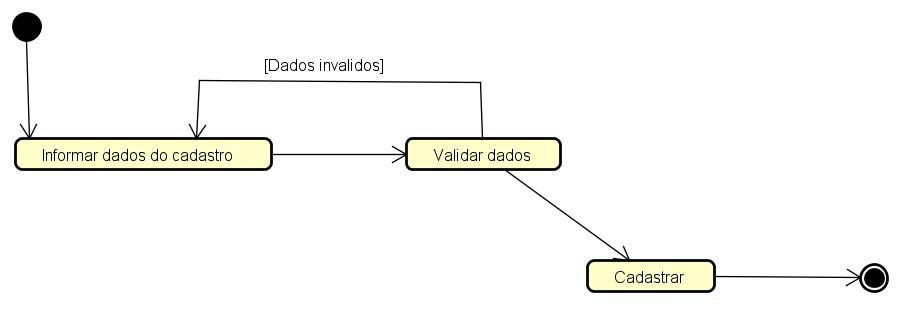 [Dados invalidos]
Informar dados do cadastro
Validar dados
Cadastrar